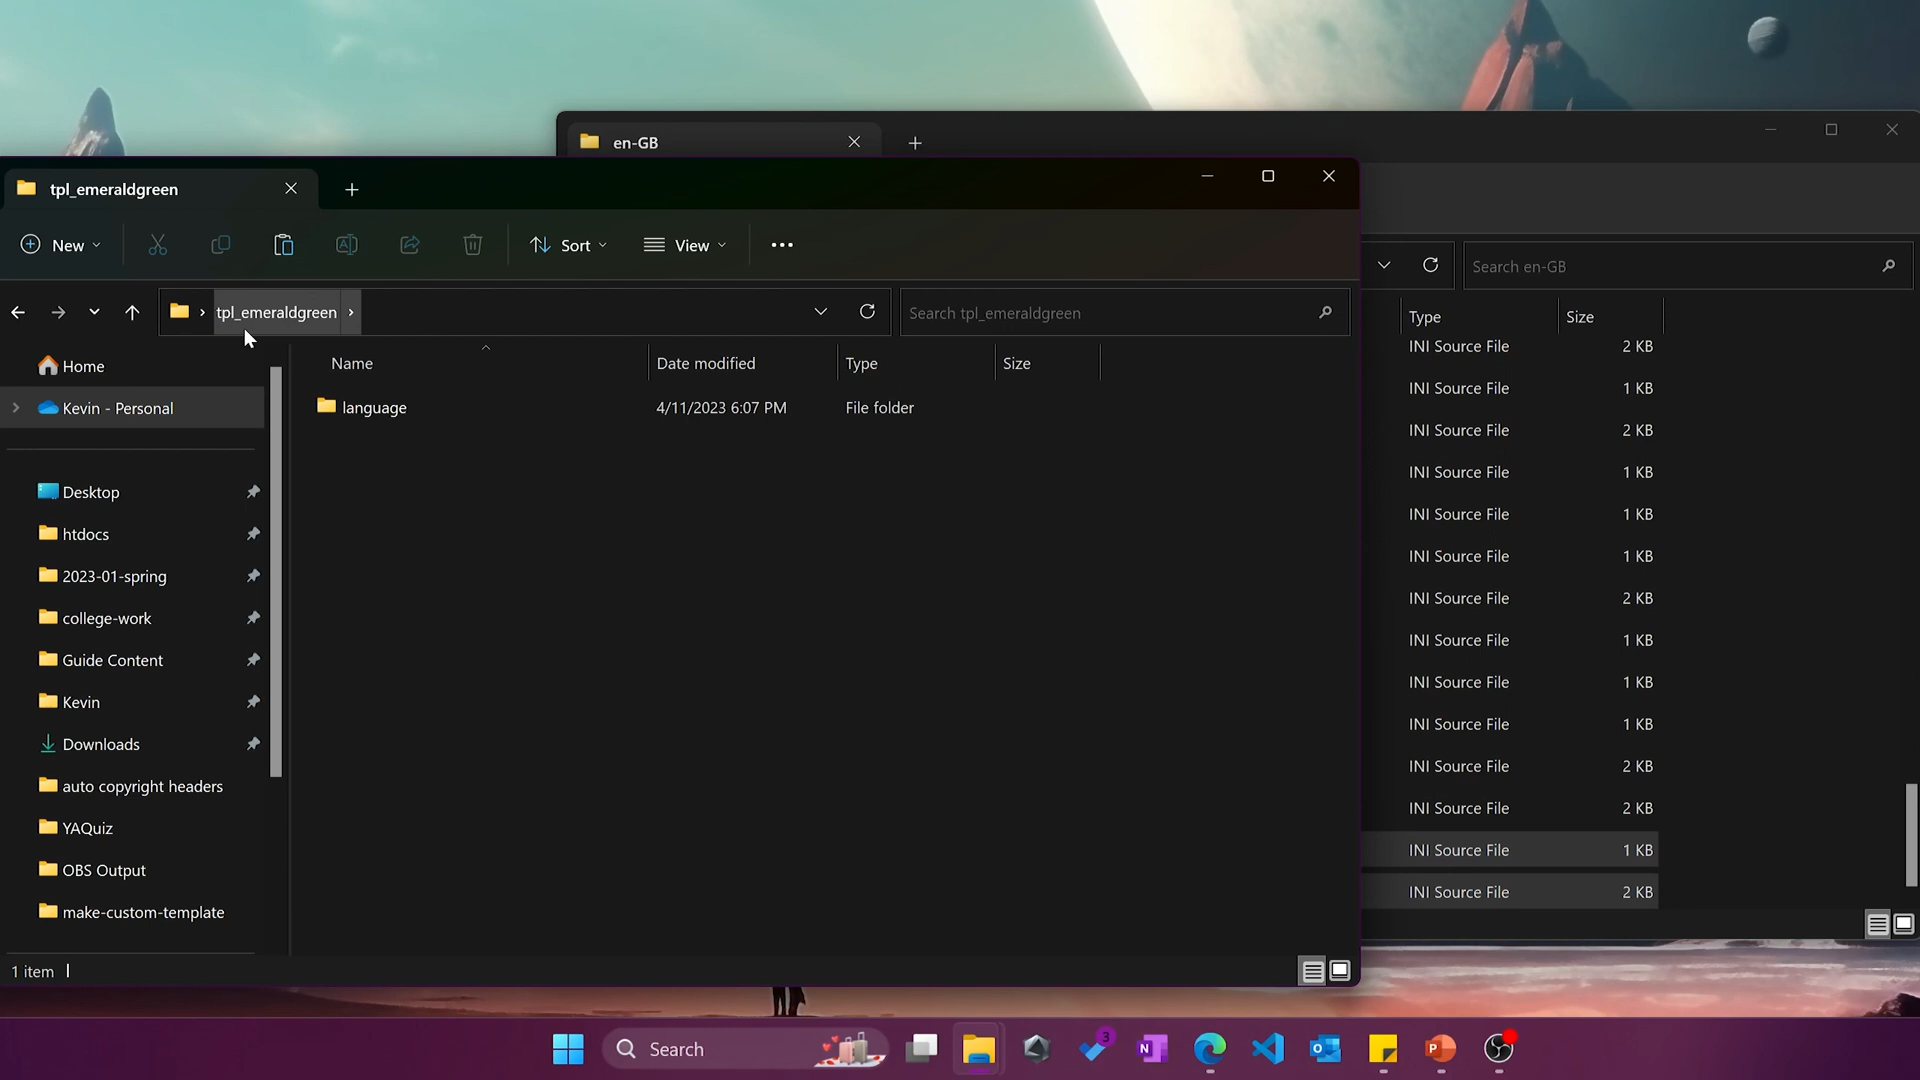 en-GB
tpl_emeraldgreen
New
Sort
View
tpl_emeraldgreen
Search tpl_emeraldgreen
Search en-GB
Home
Kevin - Personal
Desktop
htdocs
2023-01-spring
college-work
Guide Content
Kevin
Downloads
auto copyright headers
YAQuiz
OBS Output
make-custom-template
Name Date modified Type Size
language 4/11/2023 6:07 PM File folder
1 item
Type Size
INI Source File 2 KB
INI Source File 1 KB
INI Source File 2 KB
INI Source File 1 KB
INI Source File 1 KB
INI Source File 1 KB
INI Source File 2 KB
INI Source File 1 KB
INI Source File 1 KB
INI Source File 1 KB
INI Source File 2 KB
INI Source File 2 KB
INI Source File 1 KB
INI Source File 2 KB
Search
3